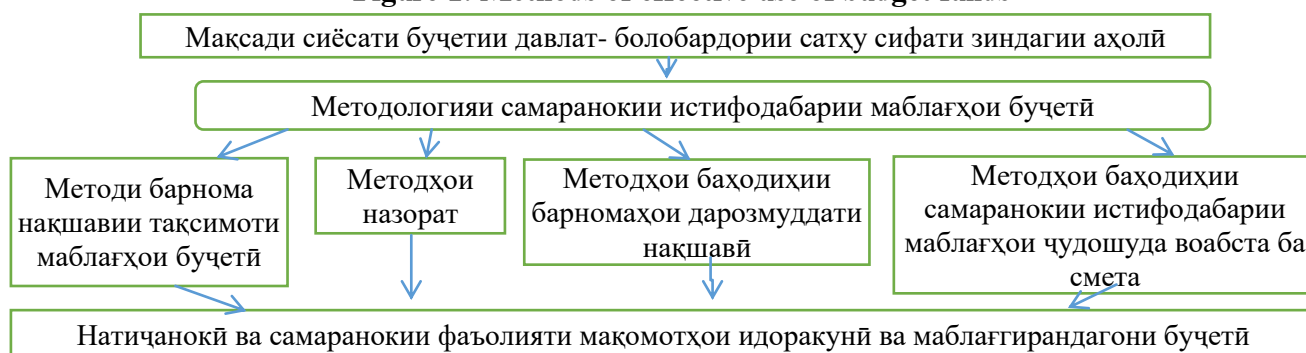 Мақсади сиёсати буҷетии давлат- болобардории сатҳу сифати зиндагии аҳолӣ
Методологияи самаранокии истифодабарии маблағҳои буҷетӣ
Методи барнома
нақшавии тақсимоти
маблағҳои буҷетӣ
Методҳои
назорат
Методҳои баҳодиҳии
барномаҳои дарозмуддати
нақшавӣ
Методҳои баҳодиҳии
самаранокии истифодабарии
маблағҳои ҷудошуда воабста ба
смета
Натиҷанокӣ ва самаранокии фаъолияти мақомотҳои идоракунӣ ва маблағгирандагони буҷетӣ